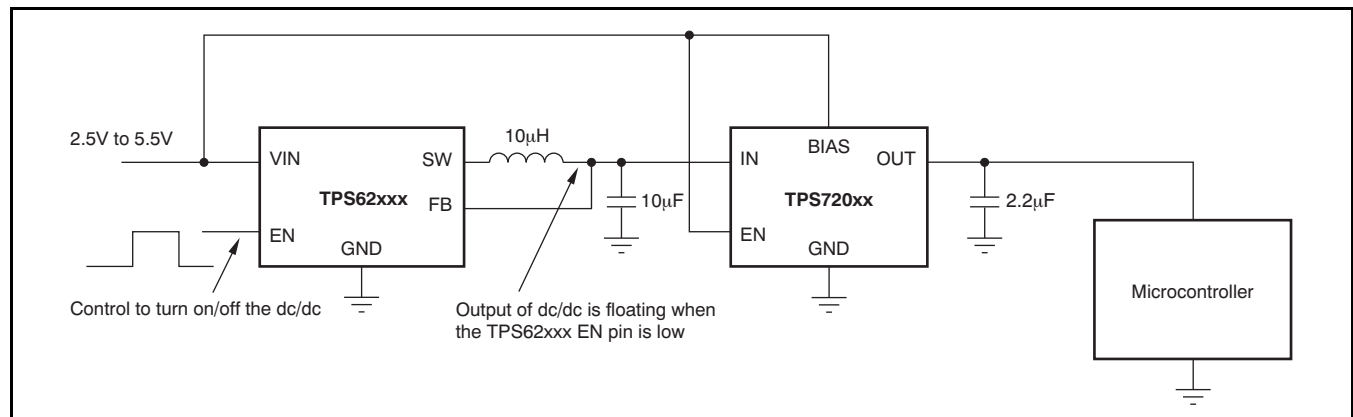 2.5V to 5.5V
VIN
SW
TPS62xxx
FB
EN
GND
Control to turn on/off the dc/dc
10μH
10μF
Output of dc/dc is floating when
the TPS62xxx EN pin is low
IN
BIAS
OUT
TPS720xx
EN
GND
2.2μF
Microcontroller